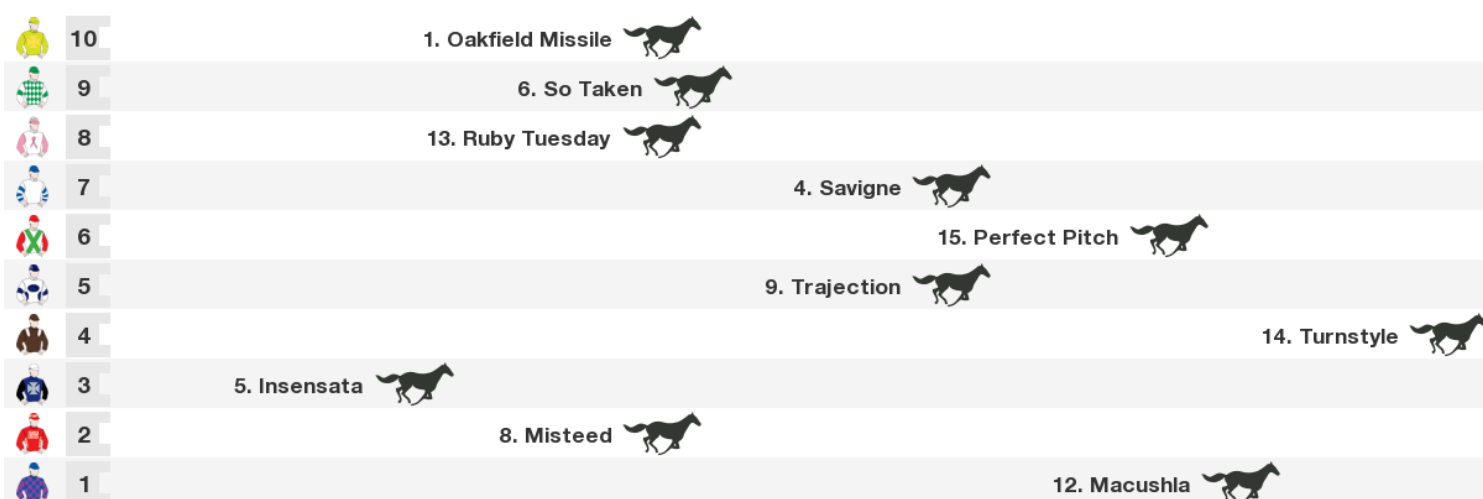 10 1. Oakfield Missile
9 6. So Taken
8 13. Ruby Tuesday
7 4. Savigne
6 15. Perfect Pitch
5 9. Trajection
4 14. Turnstyle
3 5. Insensata
2 8. Misteed
1 12. Macushla